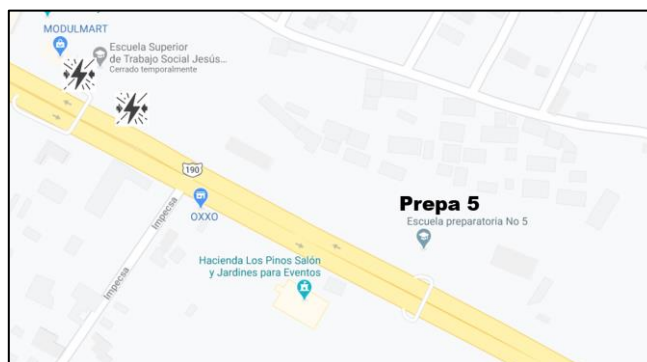 MODULMART
Escuela Superior
de Trabajo Social Jesús...
Cerrado temporalmente
190
Impecsa
OXXO
Prepa 5
Escuela preparatoria No 5
Hacienda Los Pinos Salón
y Jardines para Eventos
Impecsa